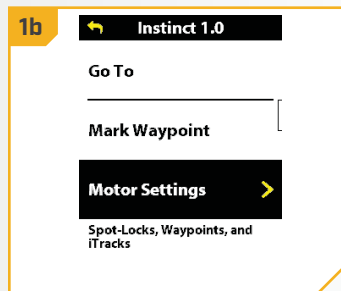 1b
Instinct 1.0
Go To
Mark Waypoint
Motor Settings
Spot-Locks, Waypoints, and
iTracks